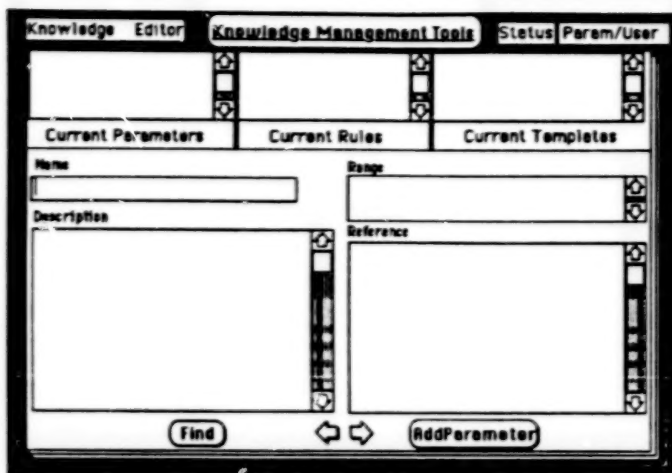 Knowledge Editor Knowledge Management Tools Status Param/User
Current Parameters Current Rules Current Templates
Name
Range
Description
Reference
Find AddParameter